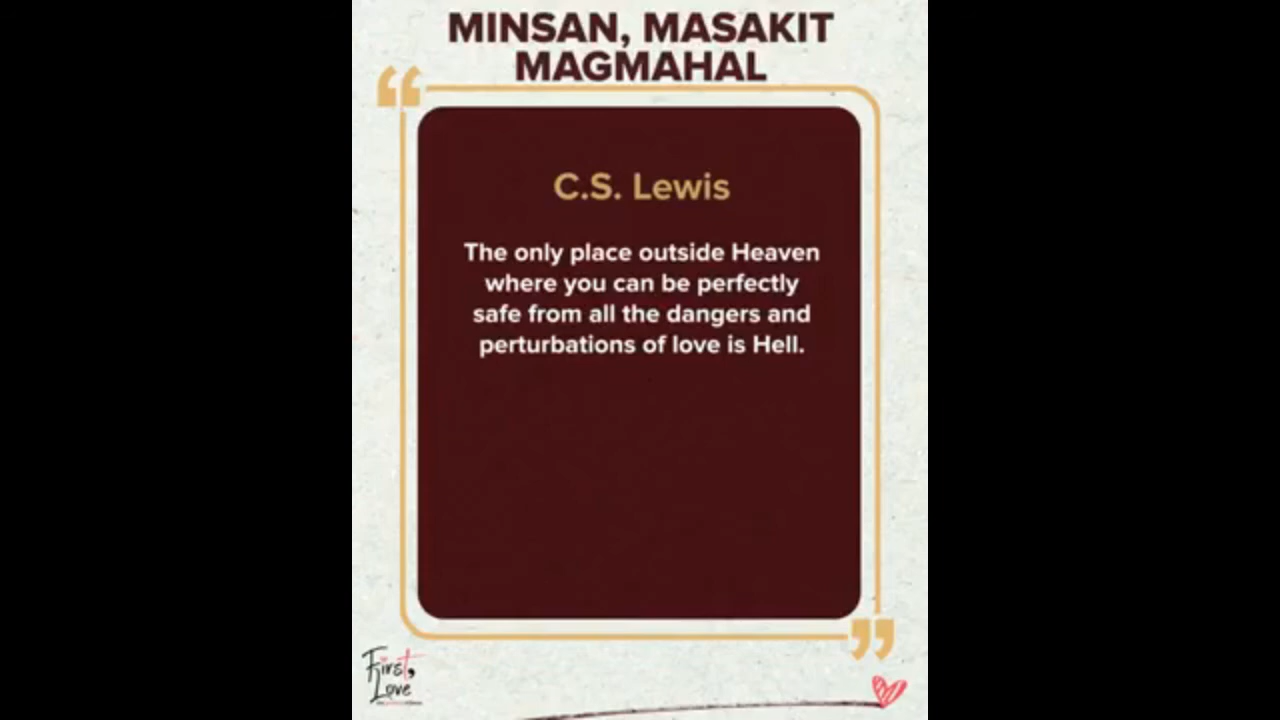 MINSAN, MASAKIT
MAGMAHAL
“
C.S. Lewis
The only place outside Heaven
where you can be perfectly
safe from all the dangers and
perturbations of love is Hell.
”
First,
Love